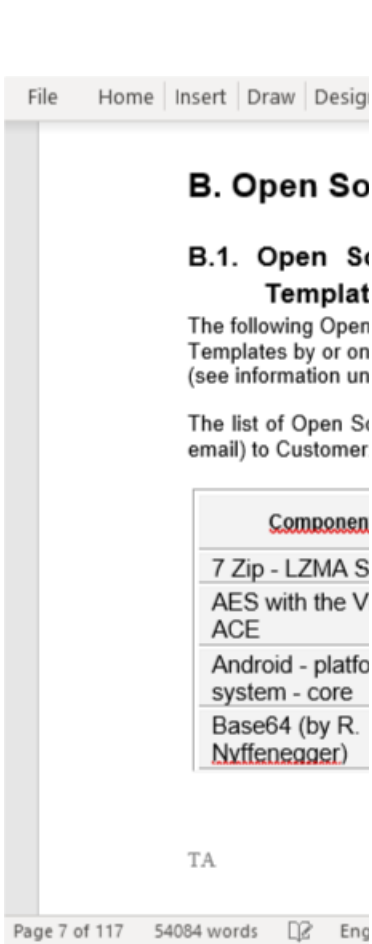 File Home Insert Draw Desig
B. Open So
B.1. Open So
Templat
The following Open
Templates by or on
(see information un
The list of Open So
email) to Customer
Componen
7 Zip - LZMA S
AES with the V
ACE
Android - platfo
system - core
Base64 (by R.
Nyffenegger)
TA
Page 7 of 117 54084 words Eng